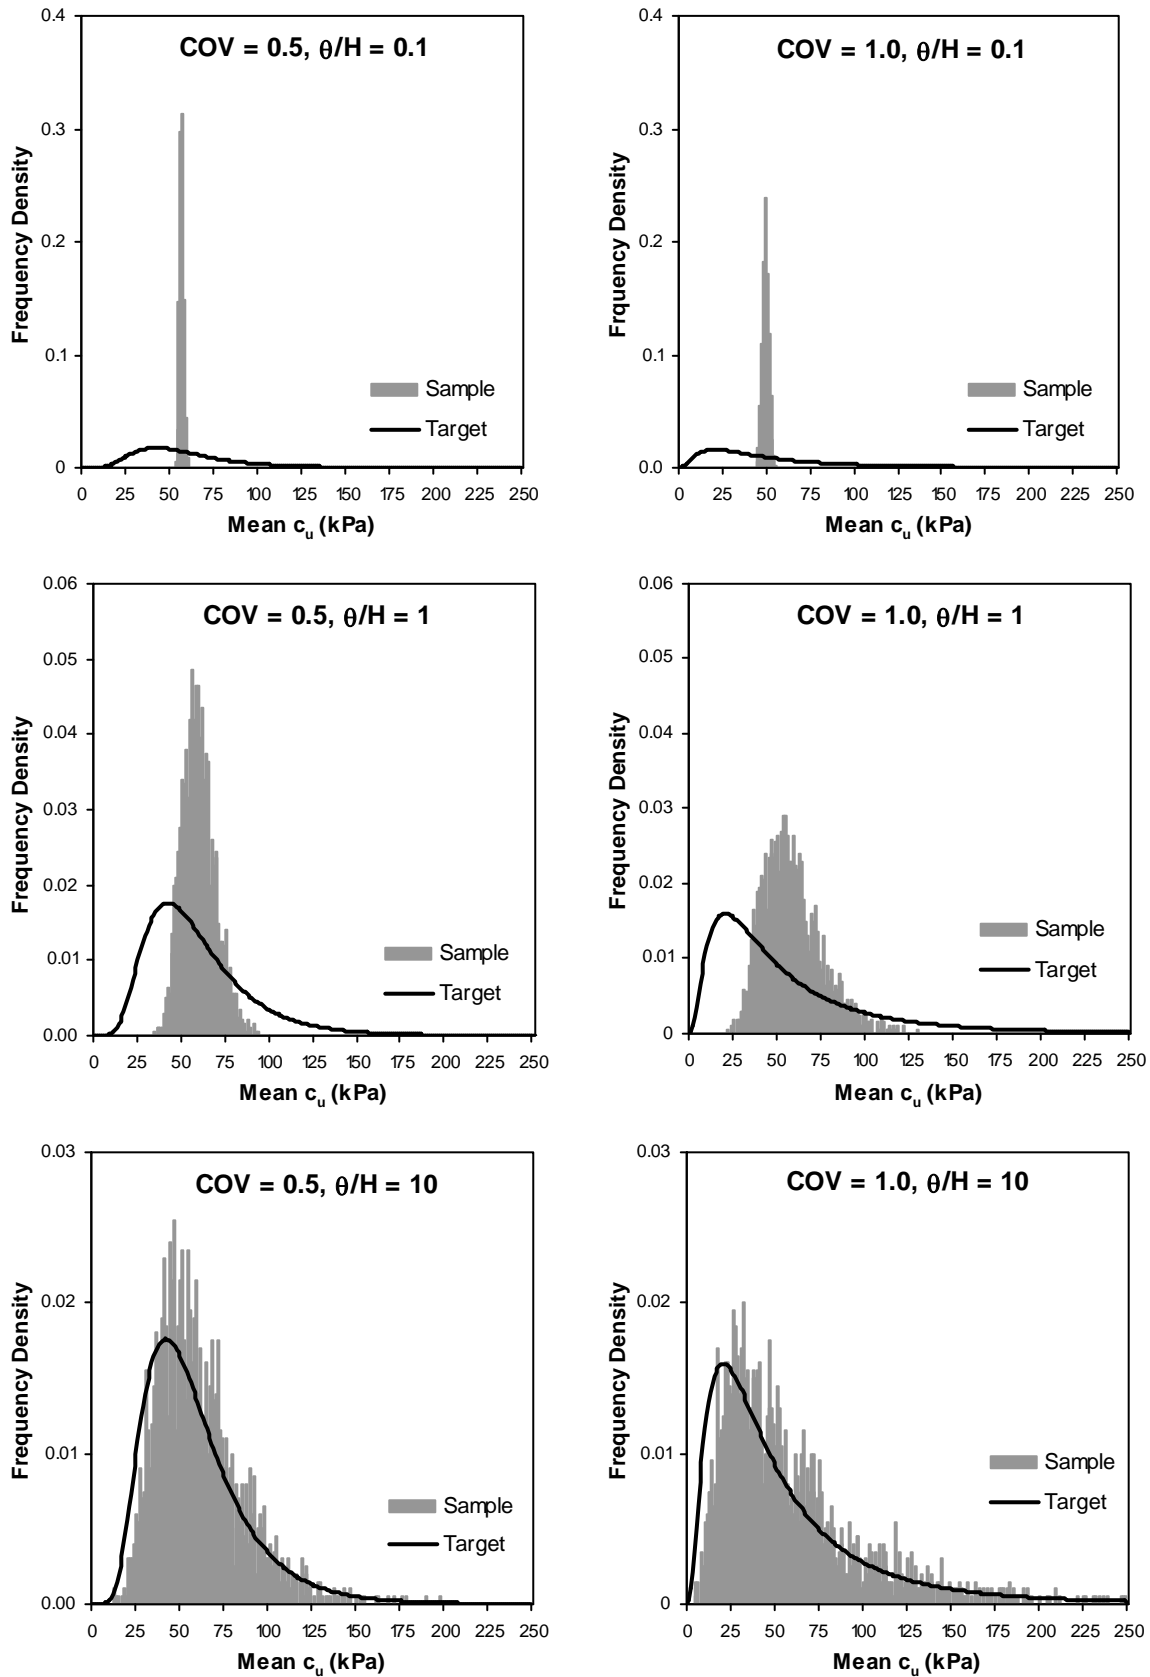 COV = 0.5, θ/H = 0.1
Frequency Density
0.4
0.3
0.2
0.1
0
Sample
Target
0 25 50 75 100 125 150 175 200 225 250
Mean cu (kPa)
COV = 1.0, θ/H = 0.1
Frquency Density
0.4
0.3
0.2
0.1
0.0
Sample
Target
0 25 50 75 100 125 150 175 200 225 250
Mean cu (kPa)
COV = 0.5, θ/H = 1
Frequency Density
0.06
0.05
0.04
0.03
0.02
0.01
0.00
Sample
Target
0 25 50 75 100 125 150 175 200 225 250
Mean cu (kPa)
COV = 1.0, θ/H = 1
Frequency Density
0.06
0.05
0.04
0.03
0.02
0.01
0
Sample
Target
0 25 50 75 100 125 150 175 200 225 250
Mean cu (kPa)
COV = 0.5, θ/H = 10
Frequency Density
0.03
0.02
0.01
0.00
Sample
Target
0 25 50 75 100 125 150 175 200 225 250
Mean cu (kPa)
COV = 1.0, θ/H = 10
Frequency Density
0.03
0.02
0.01
0
Sample
Target
0 25 50 75 100 125 150 175 200 225 250
Mean cu (kPa)